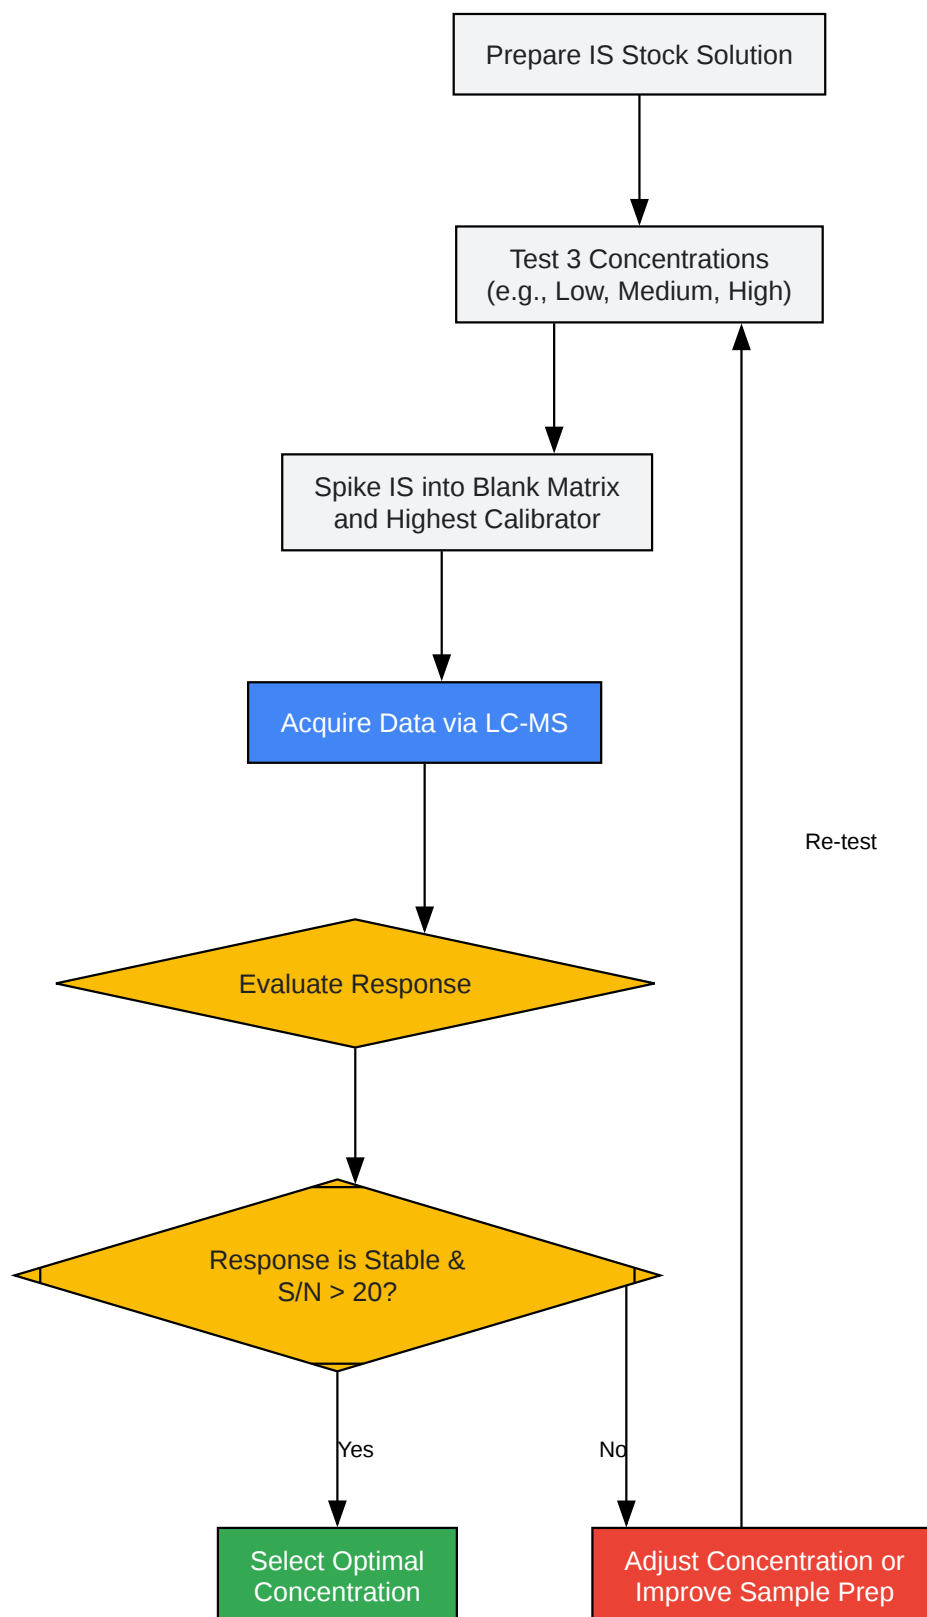 Prepare IS Stock Solution
Test 3 Concentrations
(e.g., Low, Medium, High)
Spike IS into Blank Matrix
and Highest Calibrator
Acquire Data via LC-MS
Re-test
Evaluate Response
Response is Stable &
S/N > 20?
Yes
No
Select Optimal
Concentration
Adjust Concentration or
Improve Sample Prep